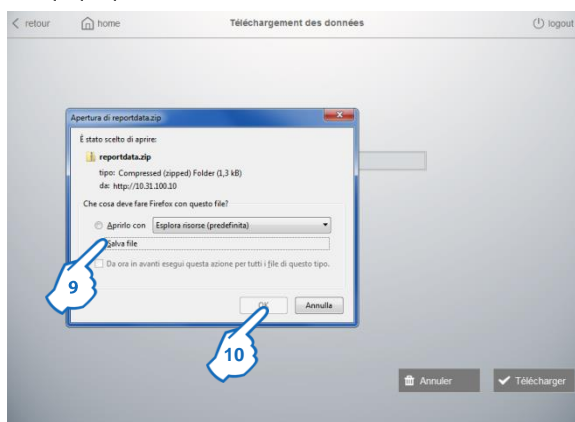 retour
home
Téléchargement des données
logout
Apertura di reportdata.zip
È stato scelto di aprire:
reportdata.zip
tipo: Compressed (zipped) Folder (1,3 kB)
da: http://10.31.100.10
Che cosa deve fare Firefox con questo file?
Aprirlo con
Esplora risorse (predefinita)
Salva file
Da ora in avanti esegui questa azione per tutti i file di questo tipo.
9
OK
Annulla
10
Annuler
Télécharger